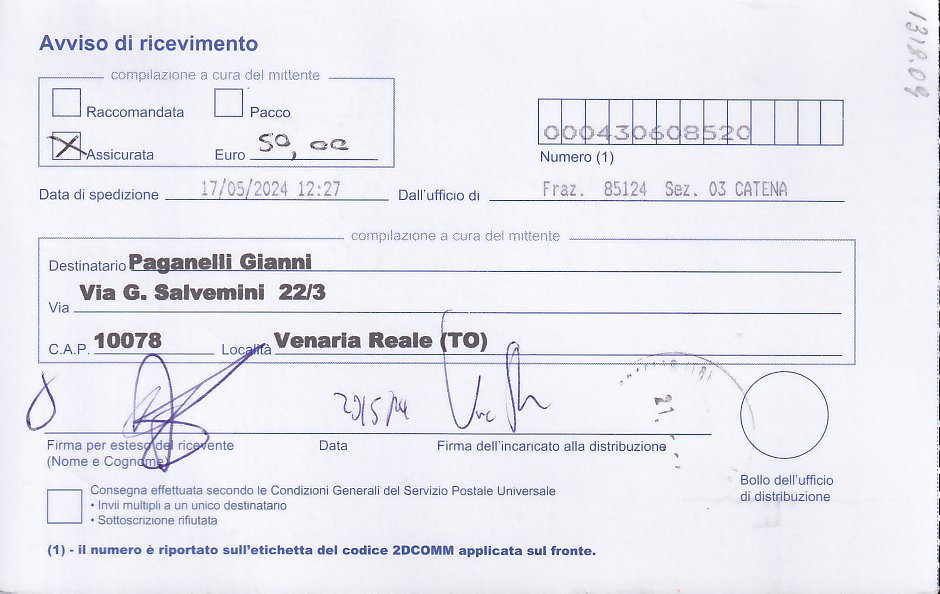 Avviso di ricevimento
compilazione a cura del mittente
Raccomandata Pacco
Assicurata Euro 50,00
000430608520
Numero (1)
Data di spedizione 17/05/2024 12:27 Dall'ufficio di Fraz. 85124 Sez. 03 CATENA
compilazione a cura del mittente
Destinatario Paganelli Gianni
Via Via G. Salvemini 22/3
C.A.P. 10078 Località Venaria Reale (TO)
Firma per esteso del ricevente Data Firma dell'incaricato alla distribuzione
(Nome e Cognome)
Bollo dell'ufficio
di distribuzione
Consegna effettuata secondo le Condizioni Generali del Servizio Postale Universale
• Invii multipli a un unico destinatario
• Sottoscrizione rifiutata
(1) - il numero è riportato sull'etichetta del codice 2DCOMM applicata sul fronte.
1318.09